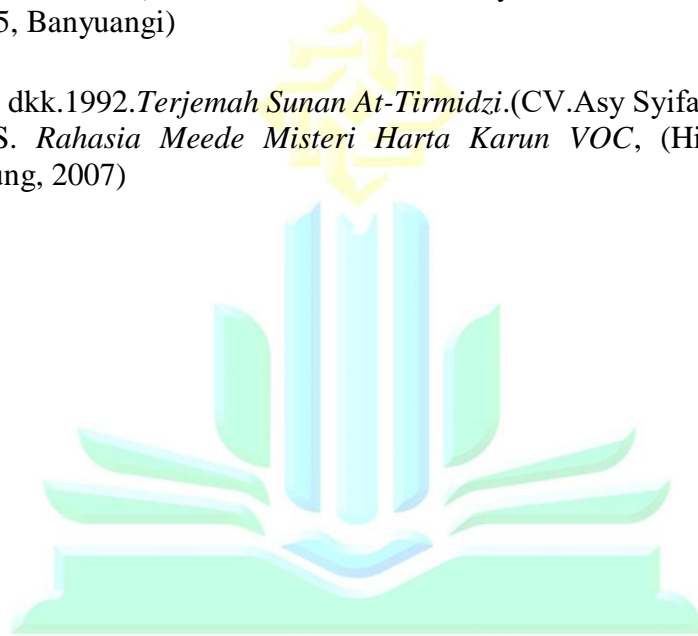 5, Banyuangi)
dkk.1992.Terjemah Sunan At-Tirmidzi.(CV.Asy Syifa
S. Rahasia Meede Misteri Harta Karun VOC, (Hi
ung, 2007)